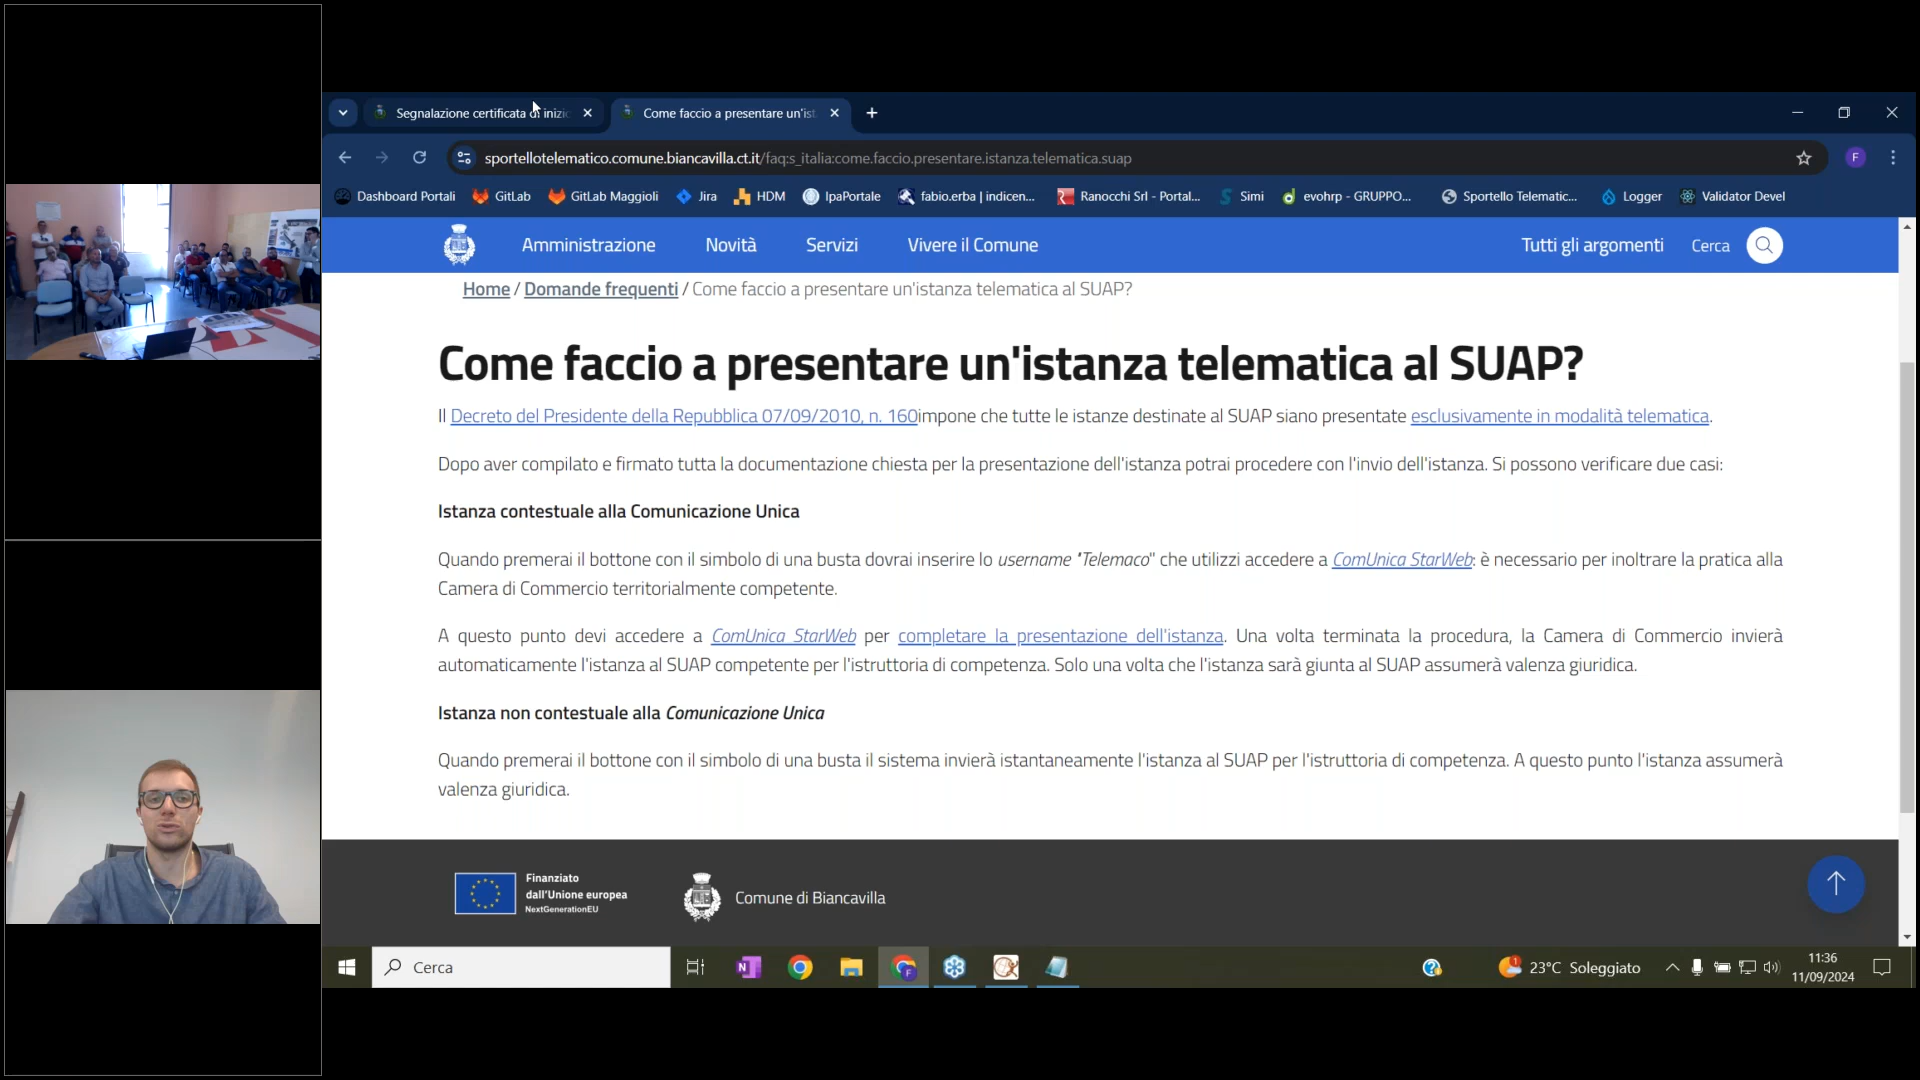 Segnalazione certificata di inizi
Come faccio a presentare un'ist
sportellotelematico.comune.biancavilla.ct.it/faq:s_italia:come.faccio.presentare.istanza.telematica.suap
F
Dashboard Portali
GitLab
GitLab Maggioli
Jira
HDM
IpaPortale
fabio.erba | indicen...
Ranocchi Srl - Portal...
Simi
evohrp - GRUPPO...
Sportello Telematic...
Logger
Validator Devel
Amministrazione
Novità
Servizi
Vivere il Comune
Tutti gli argomenti
Cerca
Home / Domande frequenti / Come faccio a presentare un'istanza telematica al SUAP?
Come faccio a presentare un'istanza telematica al SUAP?
Il Decreto del Presidente della Repubblica 07/09/2010, n. 160impone che tutte le istanze destinate al SUAP siano presentate esclusivamente in modalità telematica.
Dopo aver compilato e firmato tutta la documentazione chiesta per la presentazione dell'istanza potrai procedere con l'invio dell'istanza. Si possono verificare due casi:
Istanza contestuale alla Comunicazione Unica
Quando premerai il bottone con il simbolo di una busta dovrai inserire lo username "Telemaco" che utilizzi accedere a ComUnica StarWeb: è necessario per inoltrare la pratica alla
Camera di Commercio territorialmente competente.
A questo punto devi accedere a ComUnica StarWeb per completare la presentazione dell'istanza. Una volta terminata la procedura, la Camera di Commercio invierà
automaticamente l'istanza al SUAP competente per l'istruttoria di competenza. Solo una volta che l'istanza sarà giunta al SUAP assumerà valenza giuridica.
Istanza non contestuale alla Comunicazione Unica
Quando premerai il bottone con il simbolo di una busta il sistema invierà istantaneamente l'istanza al SUAP per l'istruttoria di competenza. A questo punto l'istanza assumerà
valenza giuridica.
Finanziato
dall'Unione europea
NextGenerationEU
Comune di Biancavilla
Cerca
23°C Soleggiato
11:36
11/09/2024